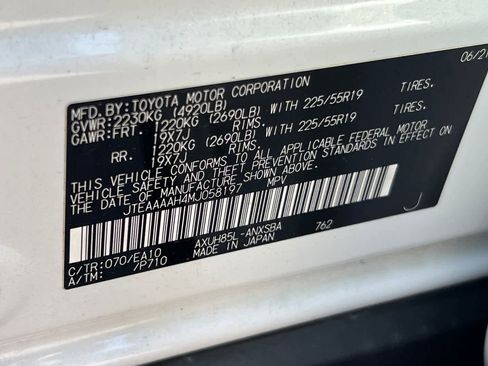 MFD.BY:TOYOTA MOTOR CORPORATION 06/21
GVWR:2230KG (4920LB) TIRES.
GAWR:FRT. 1220KG (2690LB) WITH 225/55R19
19X7J RIMS.
RR. 1220KG (2690LB) WITH 225/55R19 TIRES.
19X7J RIMS.
THIS VEHICLE CONFORMS TO ALL APPLICABLE FEDERAL MOTOR
VEHICLE SAFETY AND THEFT PREVENTION STANDARDS IN EFFECT ON
THE DATE OF MANUFACTURE SHOWN ABOVE.
JTEAAAAH4MJ058197 MPV
C/TR:070/EA10 AXUH85L-ANXSBA 762
A/TM: /P710 MADE IN JAPAN
J